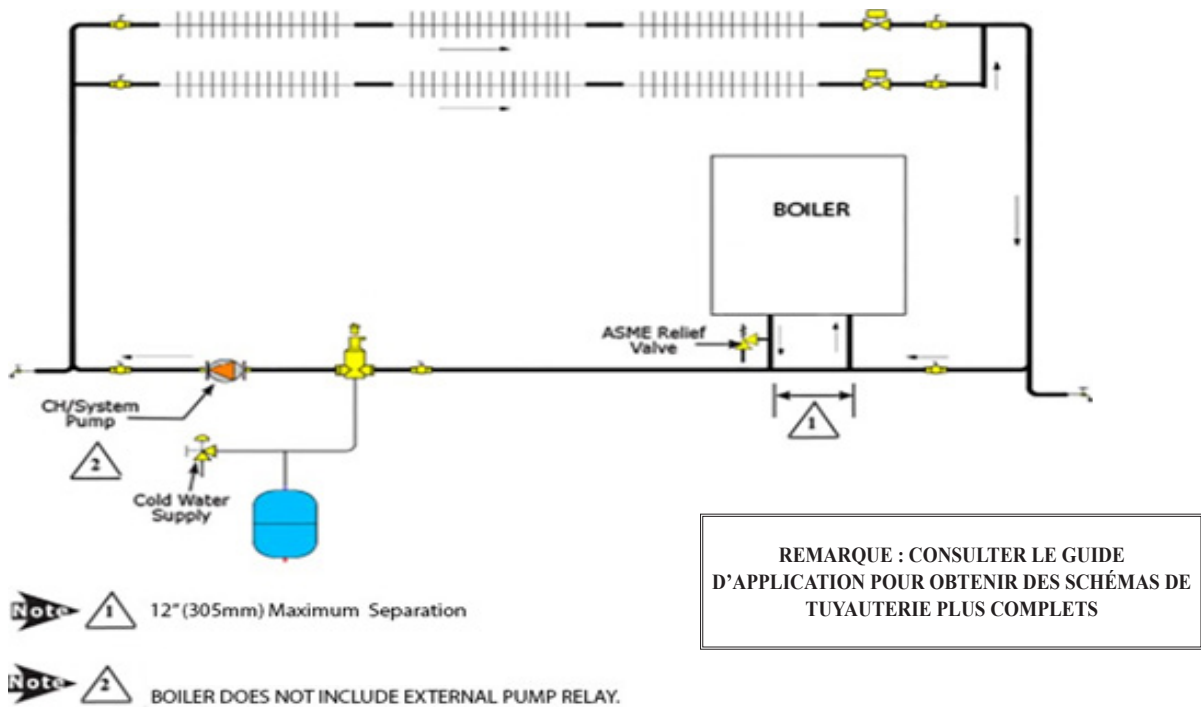 BOILER
ASME Relief
Valve
1
CH/System
Pump
2
Cold Water
Supply
REMARQUE : CONSULTER LE GUIDE
D’APPLICATION POUR OBTENIR DES SCHÉMAS DE
TUYAUTERIE PLUS COMPLETS
Note 1 12"(305mm) Maximum Separation
Note 2 BOILER DOES NOT INCLUDE EXTERNAL PUMP RELAY.